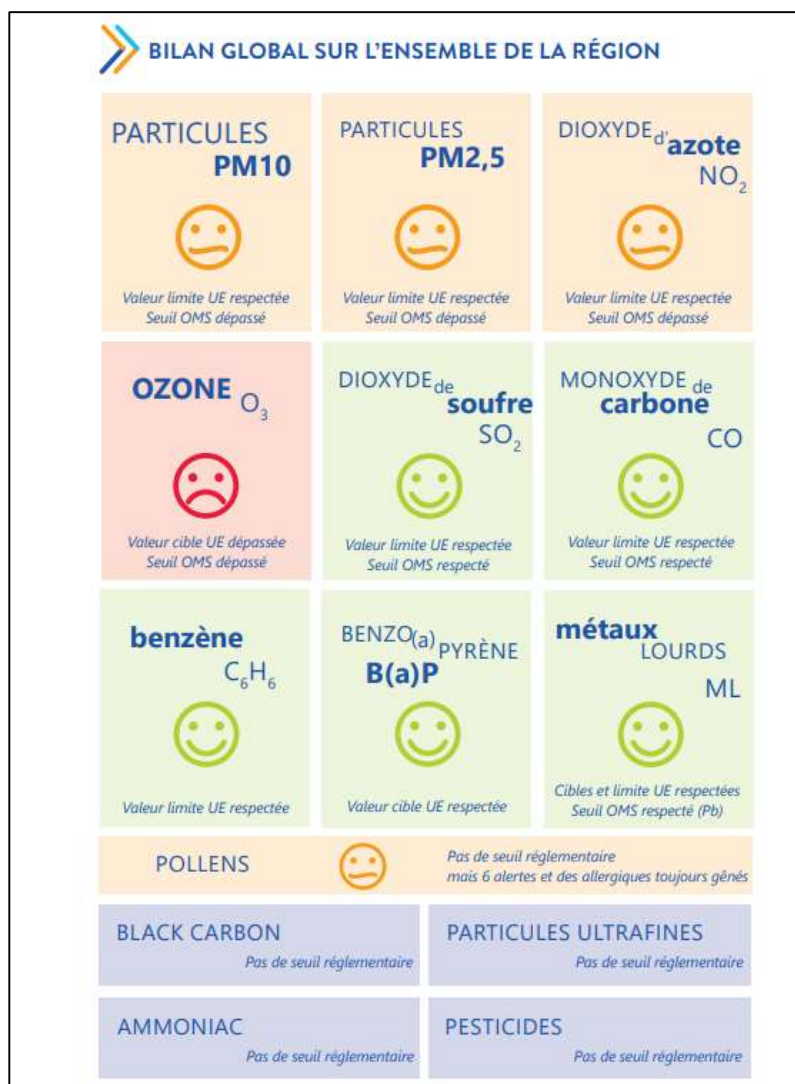 BILAN GLOBAL SUR L'ENSEMBLE DE LA RÉGION
PARTICULES
PM10
Valeur limite UE respectée
Seuil OMS dépassé
PARTICULES
PM2,5
Valeur limite UE respectée
Seuil OMS dépassé
DIOXYDE d'azote
NO2
Valeur limite UE respectée
Seuil OMS dépassé
OZONE O3
Valeur cible UE dépassée
Seuil OMS dépassé
DIOXYDE de
soufre
SO2
Valeur limite UE respectée
Seuil OMS respecté
MONOXYDE de
carbone
CO
Valeur limite UE respectée
Seuil OMS respecté
benzène
C6H6
Valeur limite UE respectée
BENZO(a)PYRÈNE
B(a)P
Valeur cible UE respectée
métaux
LOURDS
ML
Cibles et limite UE respectées
Seuil OMS respecté (Pb)
POLLENS
Pas de seuil réglementaire
mais 6 alertes et des allergiques toujours gênés
BLACK CARBON
Pas de seuil réglementaire
PARTICULES ULTRAFINES
Pas de seuil réglementaire
AMMONIAC
Pas de seuil réglementaire
PESTICIDES
Pas de seuil réglementaire